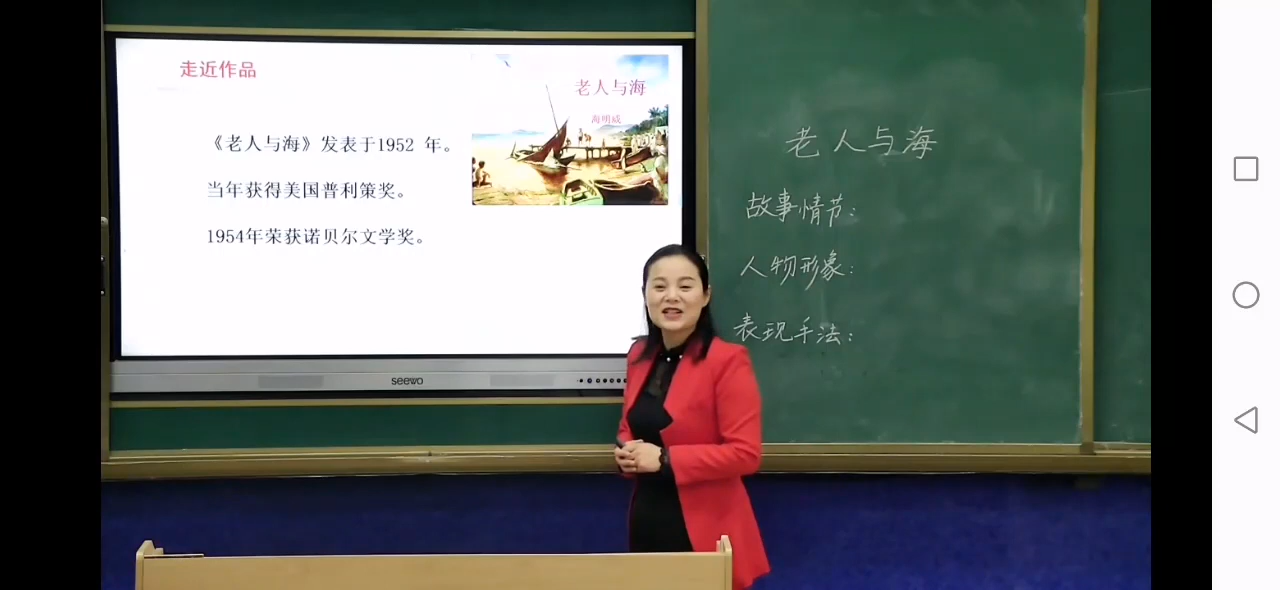 走近作品
老人与海
海明威
《老人与海》发表于1952 年。
当年获得美国普利策奖。
1954年荣获诺贝尔文学奖。
seewo
老人与海
故事情节：
人物形象：
表现手法：